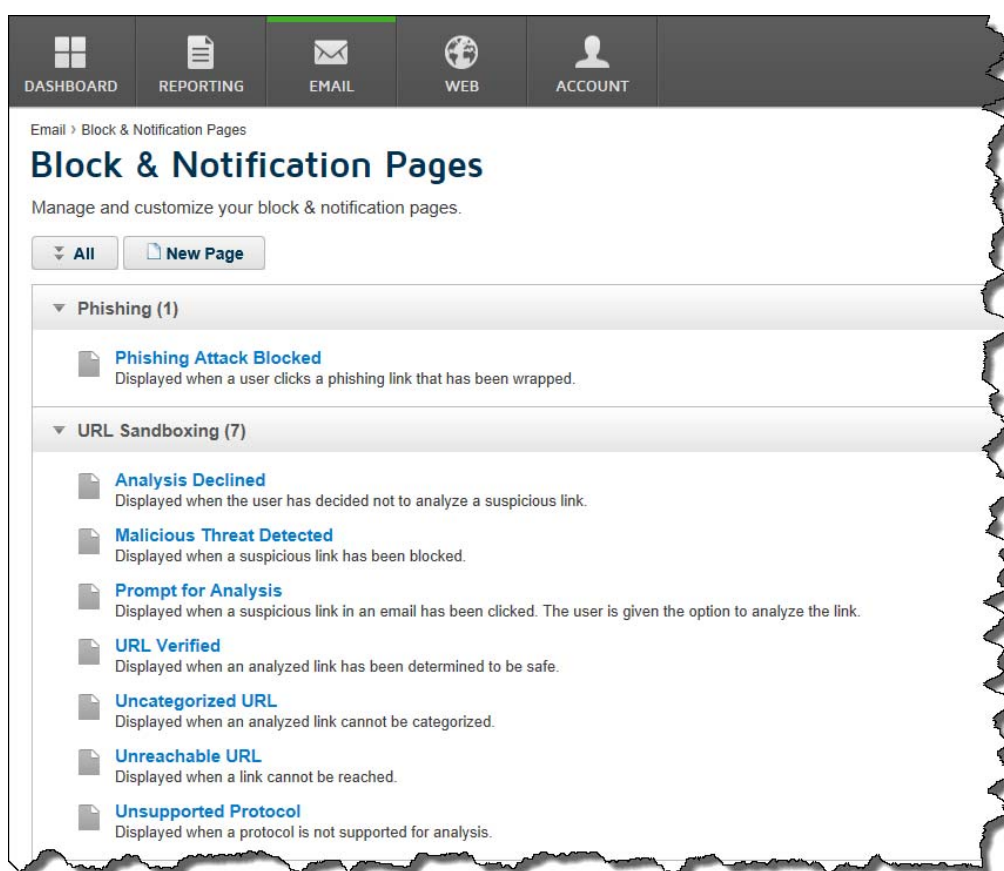 DASHBOARD REPORTING EMAIL WEB ACCOUNT
Email › Block & Notification Pages
Block & Notification Pages
Manage and customize your block & notification pages.
All New Page
Phishing (1)
Phishing Attack Blocked
Displayed when a user clicks a phishing link that has been wrapped.
URL Sandboxing (7)
Analysis Declined
Displayed when the user has decided not to analyze a suspicious link.
Malicious Threat Detected
Displayed when a suspicious link has been blocked.
Prompt for Analysis
Displayed when a suspicious link in an email has been clicked. The user is given the option to analyze the link.
URL Verified
Displayed when an analyzed link has been determined to be safe.
Uncategorized URL
Displayed when an analyzed link cannot be categorized.
Unreachable URL
Displayed when a link cannot be reached.
Unsupported Protocol
Displayed when a protocol is not supported for analysis.